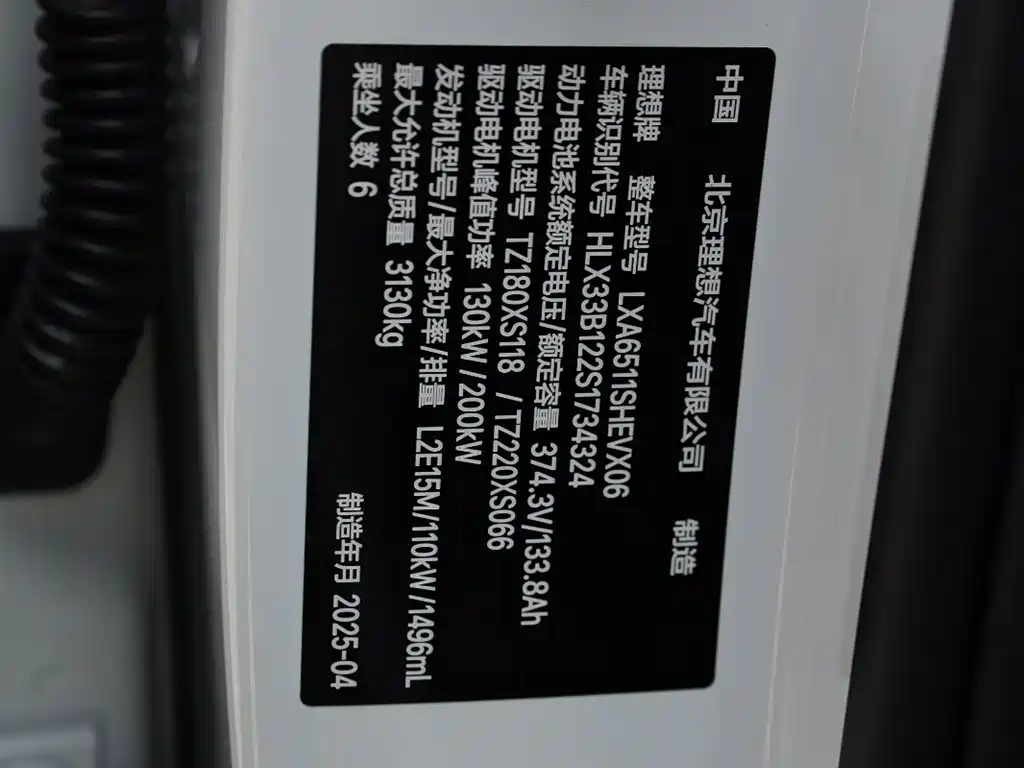 中国 北京理想汽车有限公司 制造
理想牌 整车型号 LXA6511SHEVX06
车辆识别代号 HLX33B122S1734324
动力电池系统额定电压/额定容量 374.3V/133.8Ah
驱动电机型号 TZ180XS118 / TZ220XS066
驱动电机峰值功率 130kW / 200kW
发动机型号/最大净功率/排量 L2E15M/110kW/1496mL
最大允许总质量 3130kg
乘坐人数 6 制造年月 2025-04